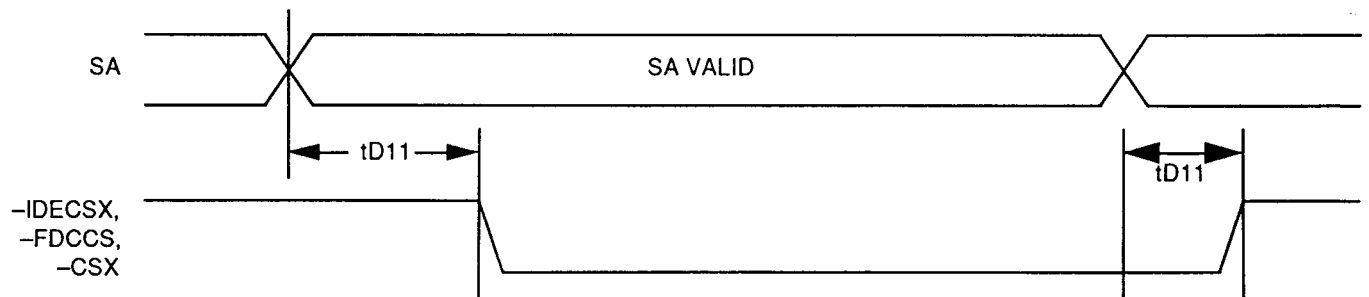 SA
SA VALID
tD11
tD11
–IDECSX,
–FDCCS,
–CSX